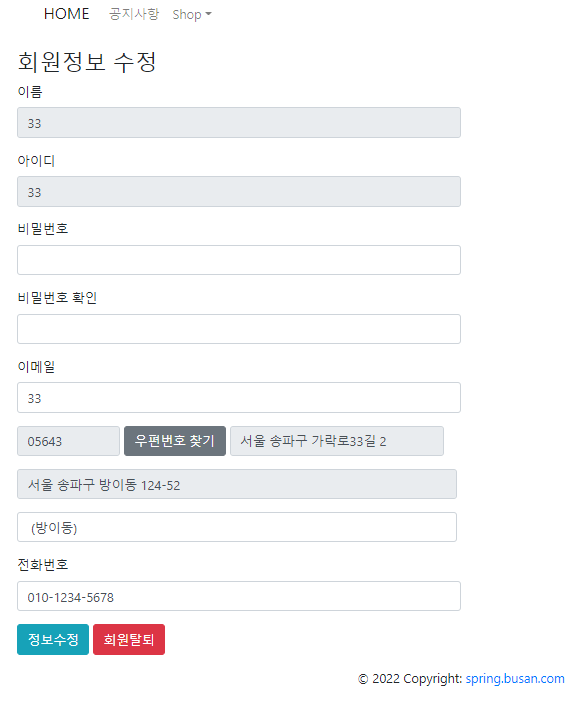 HOME 공지사항 Shop
회원정보 수정
이름
33
아이디
33
비밀번호
비밀번호 확인
이메일
33
05643 우편번호 찾기 서울 송파구 가락로33길 2
서울 송파구 방이동 124-52
(방이동)
전화번호
010-1234-5678
정보수정 회원탈퇴
© 2022 Copyright: spring.busan.com